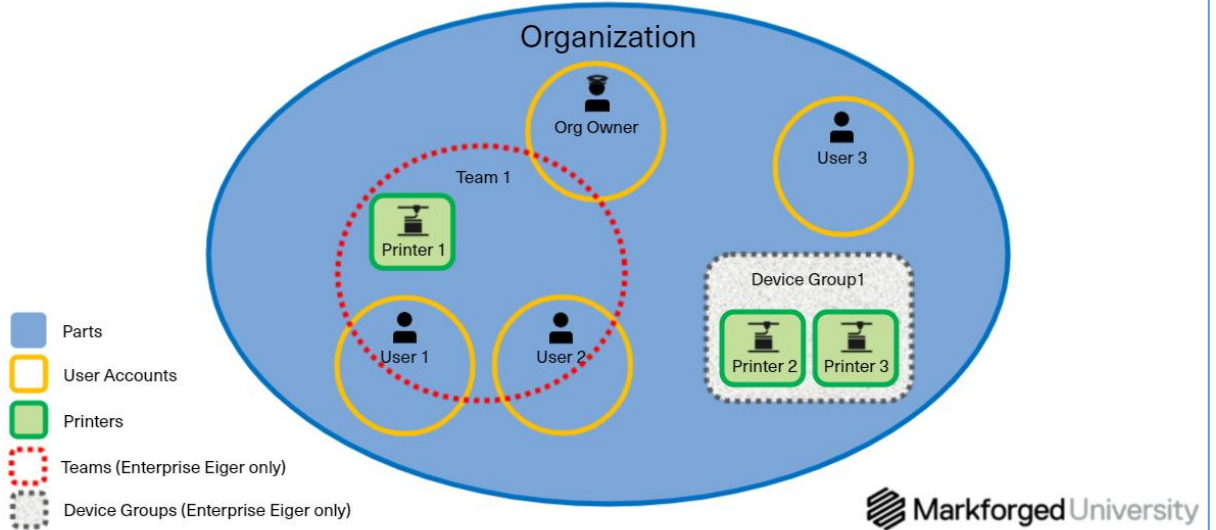 Organization
Org Owner
User 3
Team 1
Printer 1
Device Group1
User 1
User 2
Printer 2
Printer 3
Parts
User Accounts
Printers
Teams (Enterprise Eiger only)
Device Groups (Enterprise Eiger only)
Markforged University